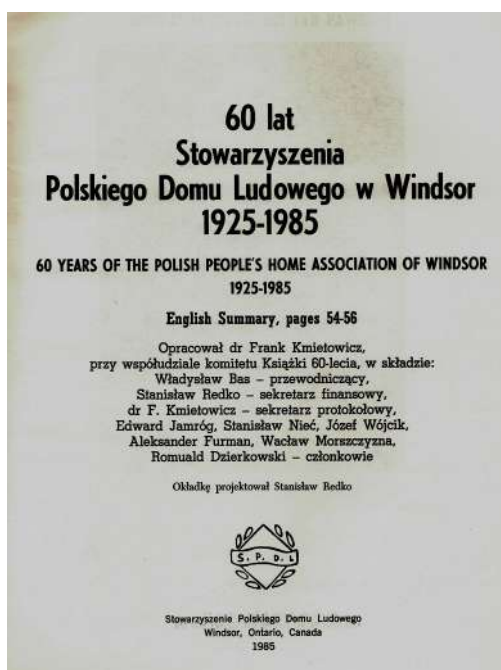 60 lat
Stowarzyszenia
Polskiego Domu Ludowego w Windsor
1925-1985
60 YEARS OF THE POLISH PEOPLE'S HOME ASSOCIATION OF WINDSOR
1925-1985
English Summary, pages 54-56
Opracował dr Frank Kmietowicz,
przy współudziale komitetu Książki 60-lecia, w składzie:
Władysław Bas – przewodniczący,
Stanisław Redko – sekretarz finansowy,
dr F. Kmietowicz – sekretarz protokołowy,
Edward Jamróg, Stanisław Nieć, Józef Wójcik,
Aleksander Furman, Wacław Morszczyzna,
Romuald Dzierkowski – członkowie
Okładkę projektował Stanisław Redko
S. P. D. L
Stowarzyszenie Polskiego Domu Ludowego
Windsor, Ontario, Canada
1985